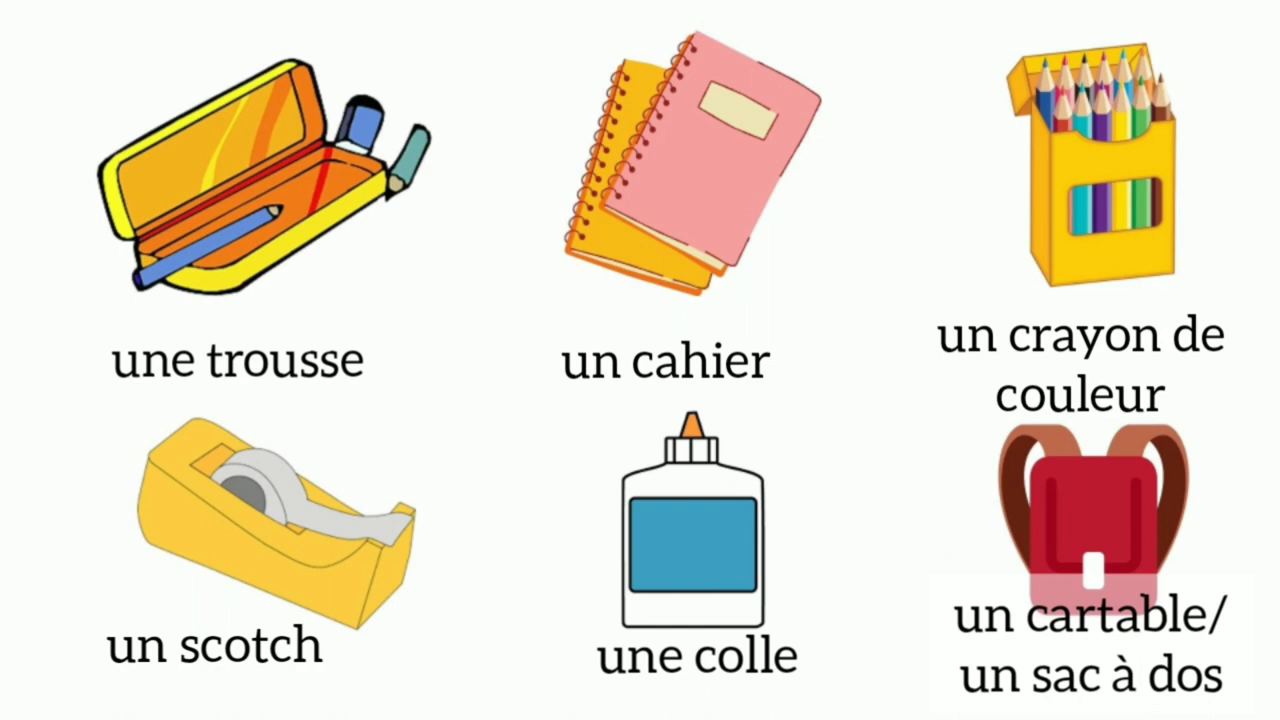 une trousse
un cahier
un crayon de
couleur
un scotch
une colle
un cartable/
un sac à dos